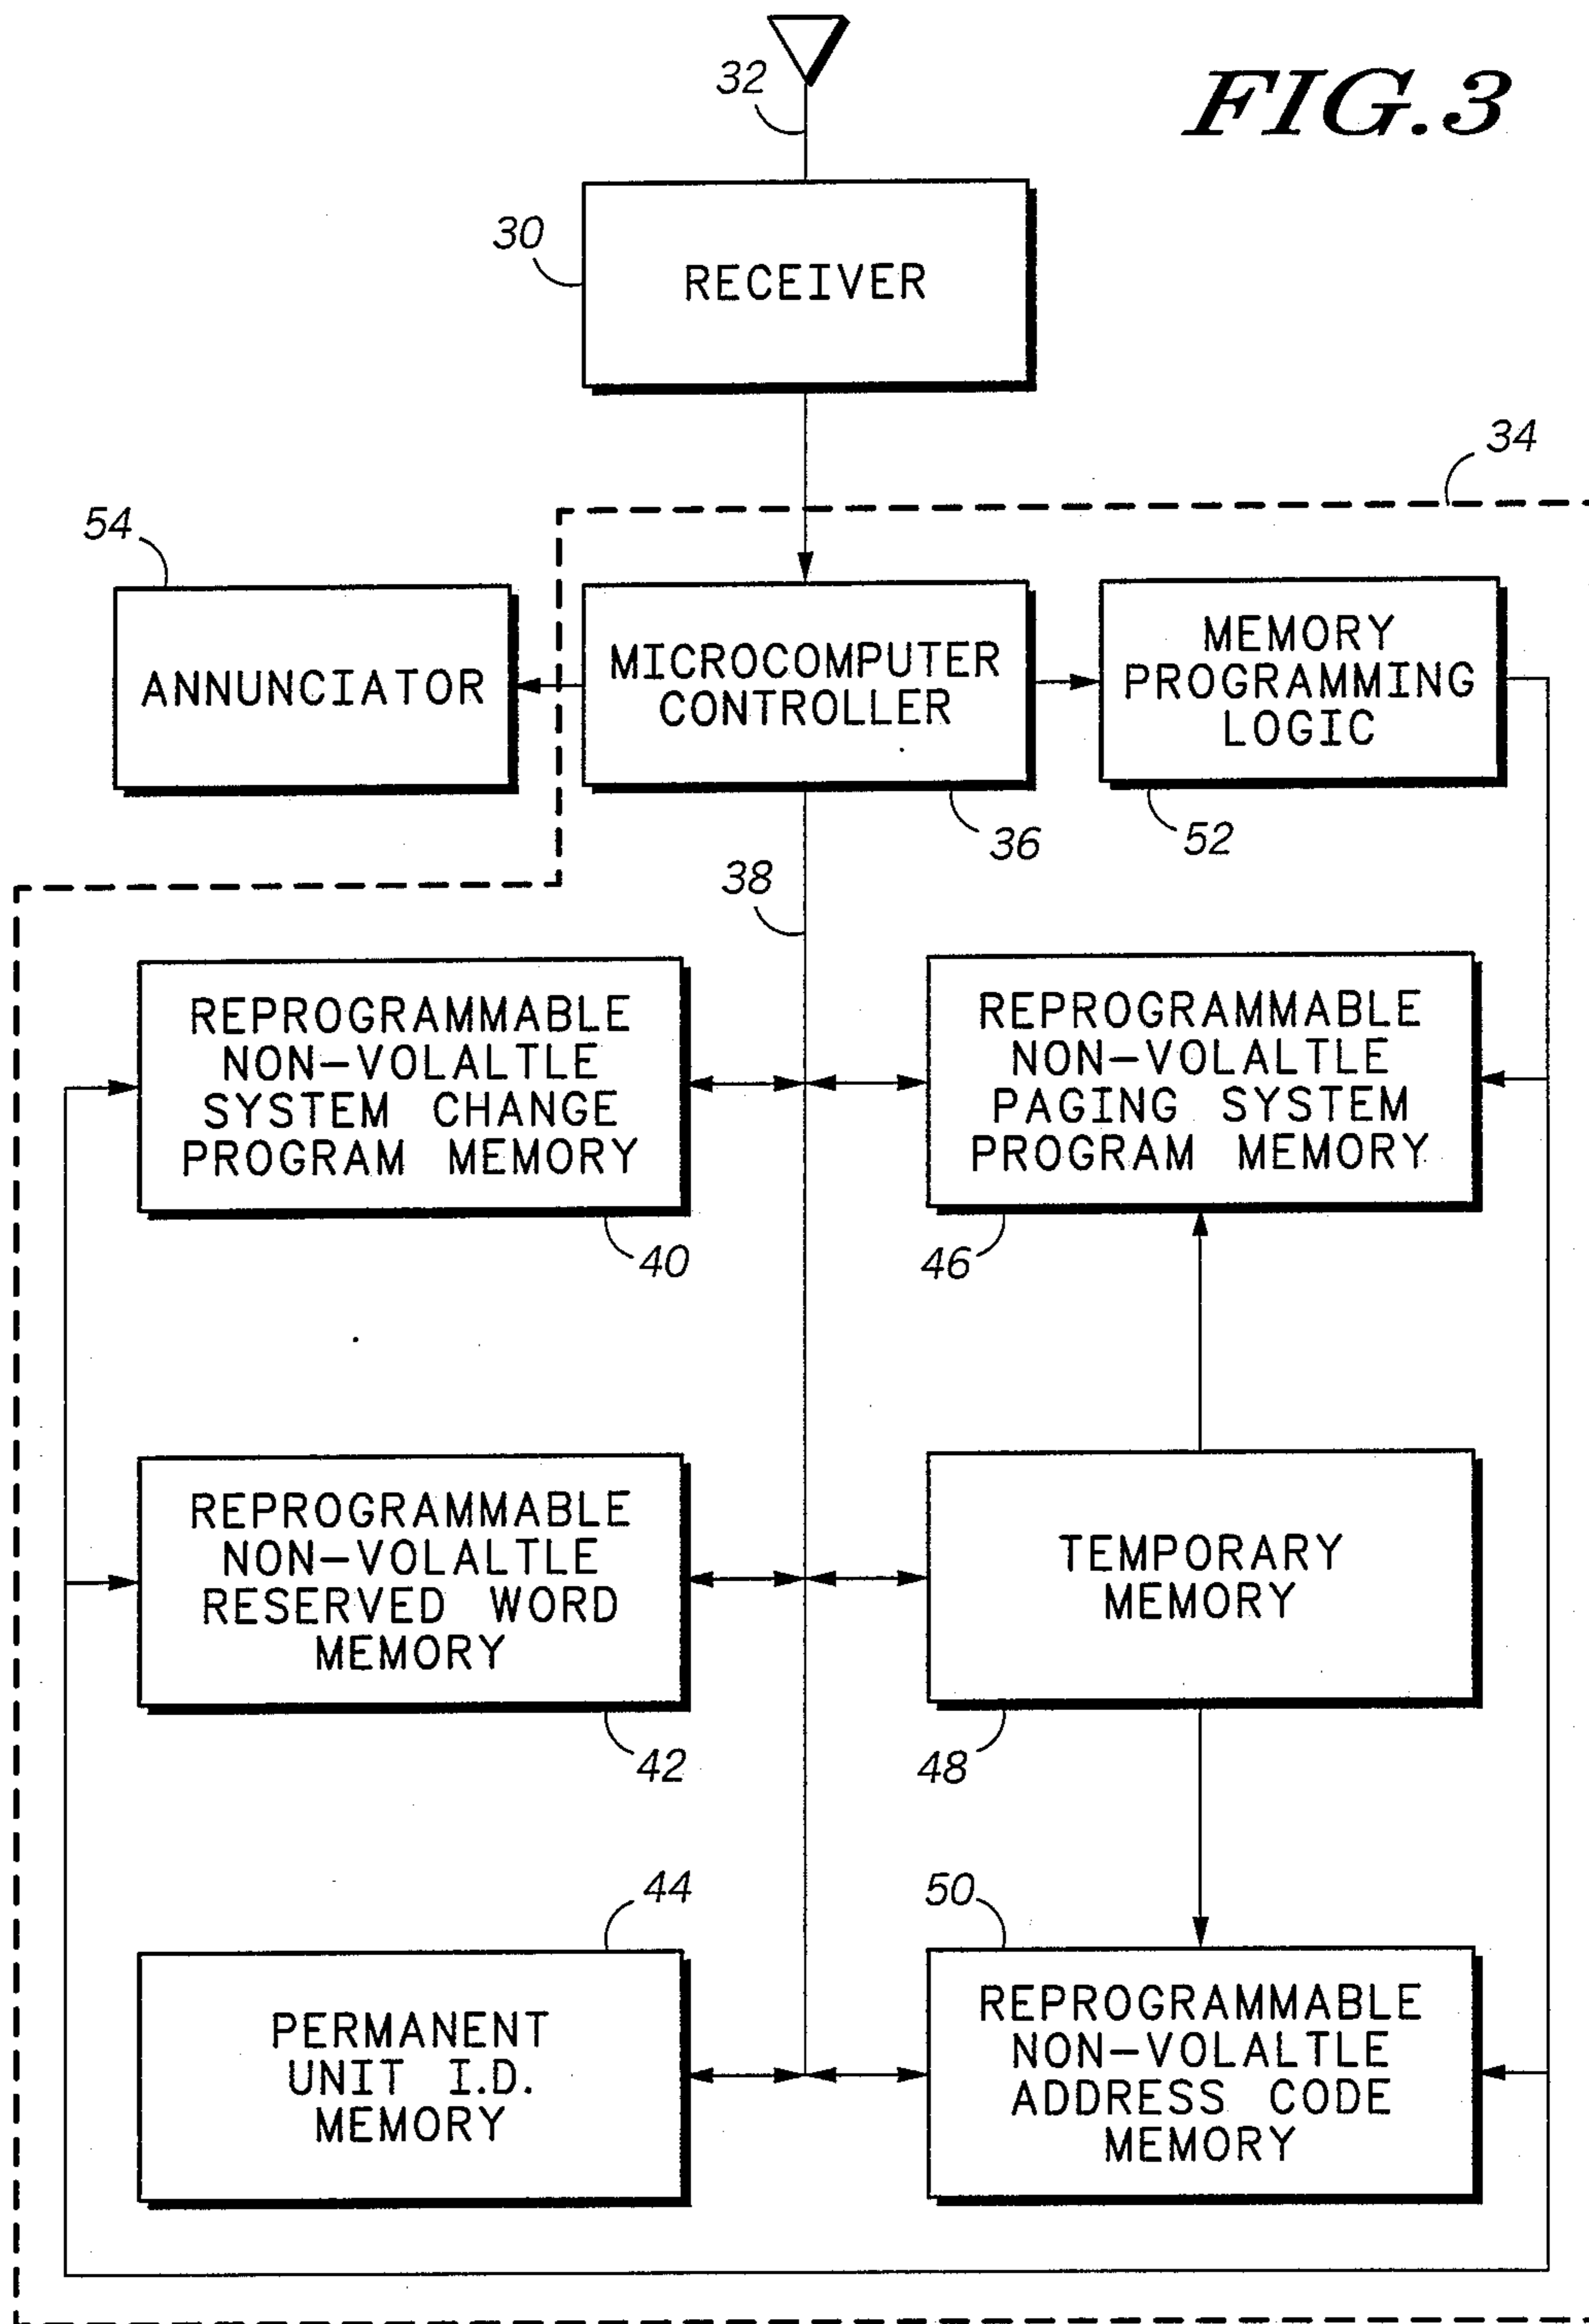 FIG.3
32
30
RECEIVER
34
54
ANNUNCIATOR
MICROCOMPUTER
CONTROLLER
MEMORY
PROGRAMMING
LOGIC
36
52
38
REPROGRAMMABLE
NON-VOLALTLE
SYSTEM CHANGE
PROGRAM MEMORY
REPROGRAMMABLE
NON-VOLALTLE
PAGING SYSTEM
PROGRAM MEMORY
40
46
REPROGRAMMABLE
NON-VOLALTLE
RESERVED WORD
MEMORY
TEMPORARY
MEMORY
42
48
44
50
PERMANENT
UNIT I.D.
MEMORY
REPROGRAMMABLE
NON-VOLALTLE
ADDRESS CODE
MEMORY